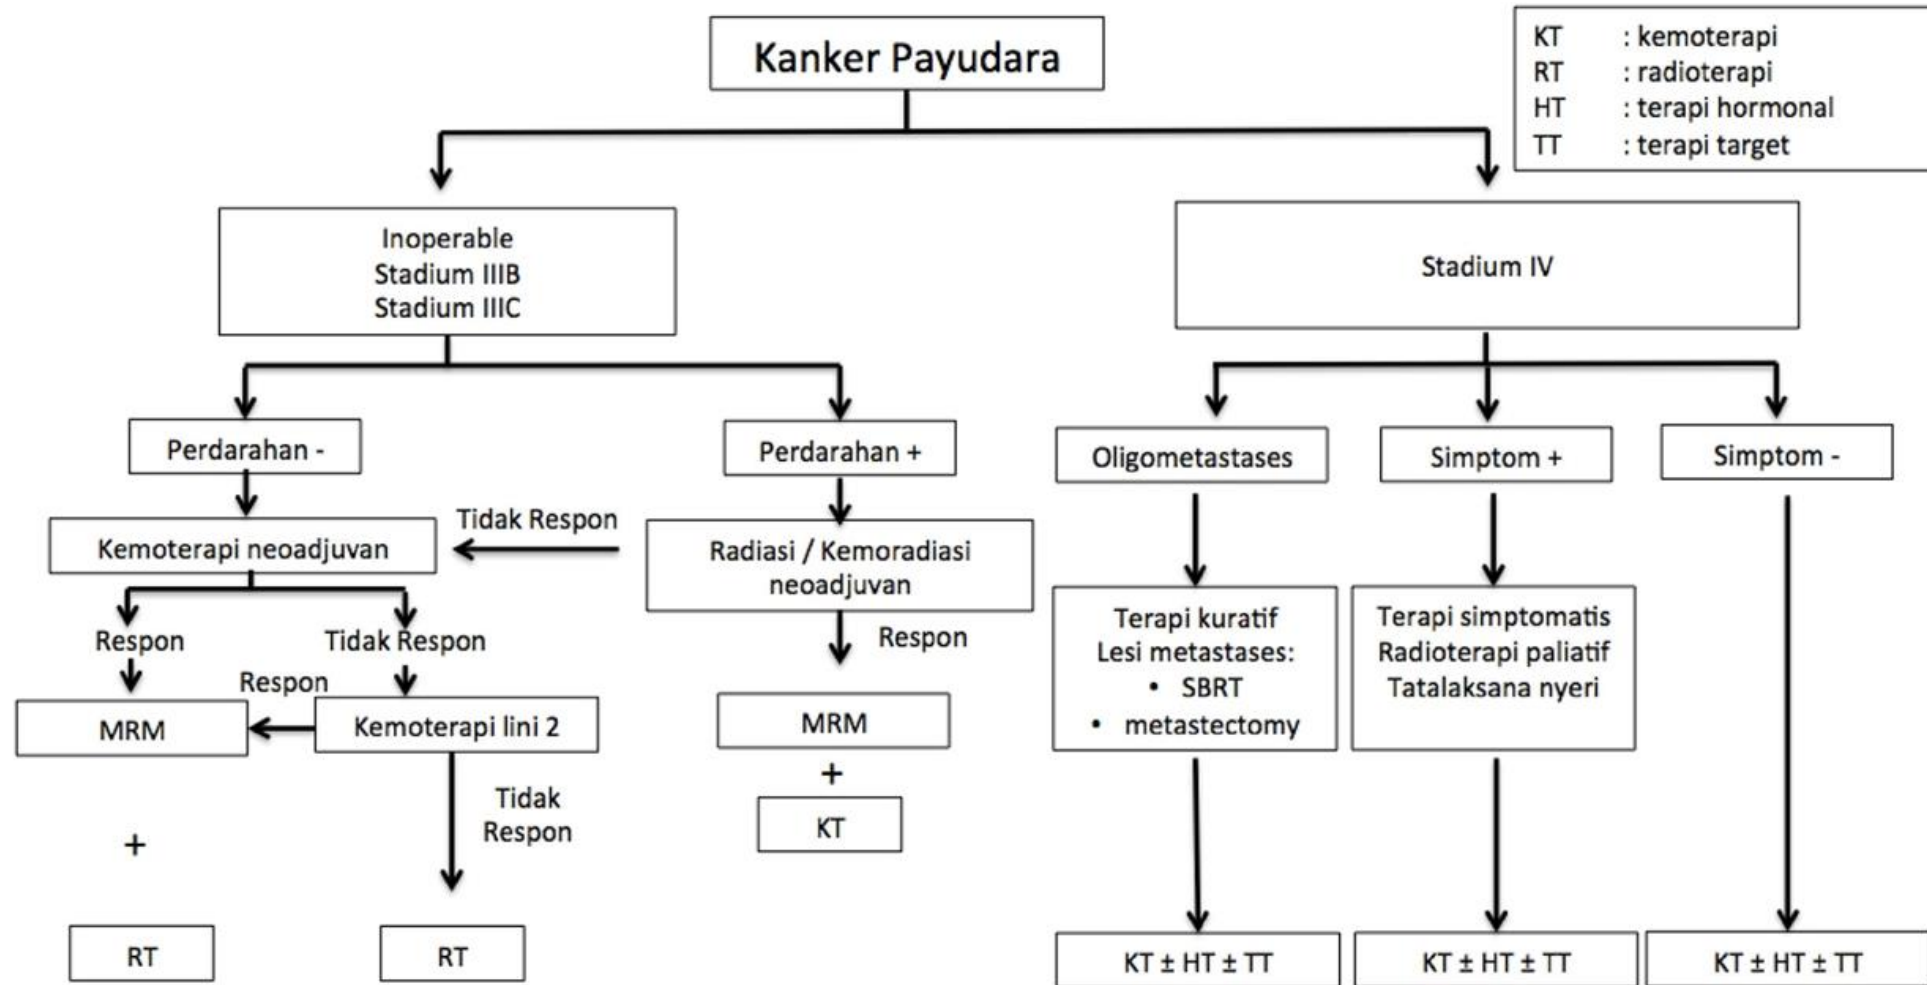 Kanker Payudara
KT : kemoterapi
RT : radioterapi
HT : terapi hormonal
TT : terapi target
Inoperable
Stadium IIIB
Stadium IIIC
Stadium IV
Perdarahan -
Perdarahan +
Oligometastases
Simptom +
Simptom -
Kemoterapi neoadjuvan
Tidak Respon
Radiasi / Kemoradiasi
neoadjuvan
Respon
Tidak Respon
Respon
Respon
Terapi kuratif
Lesi metastases:
• SBRT
• metastectomy
Terapi simptomatis
Radioterapi paliatif
Tatalaksana nyeri
MRM
Kemoterapi lini 2
MRM
+
KT
Tidak
Respon
+
RT
RT
KT ± HT ± TT
KT ± HT ± TT
KT ± HT ± TT